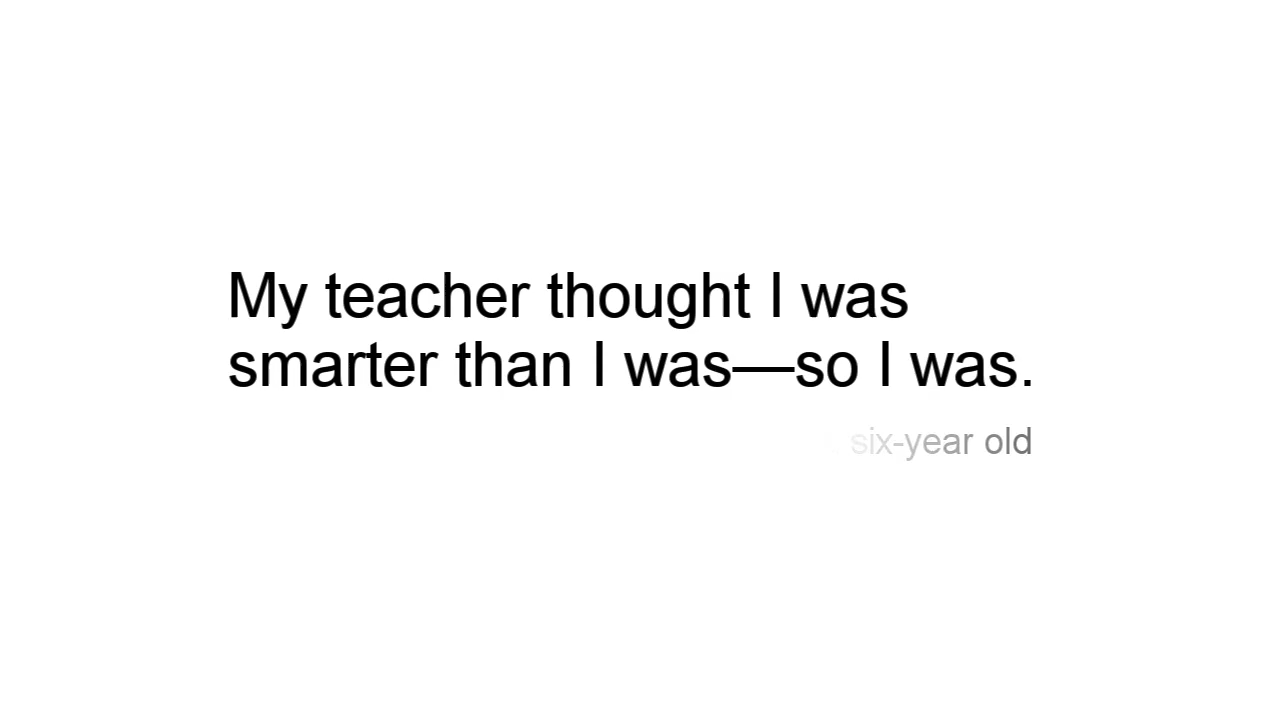 My teacher thought I was
smarter than I was—so I was.
six-year old